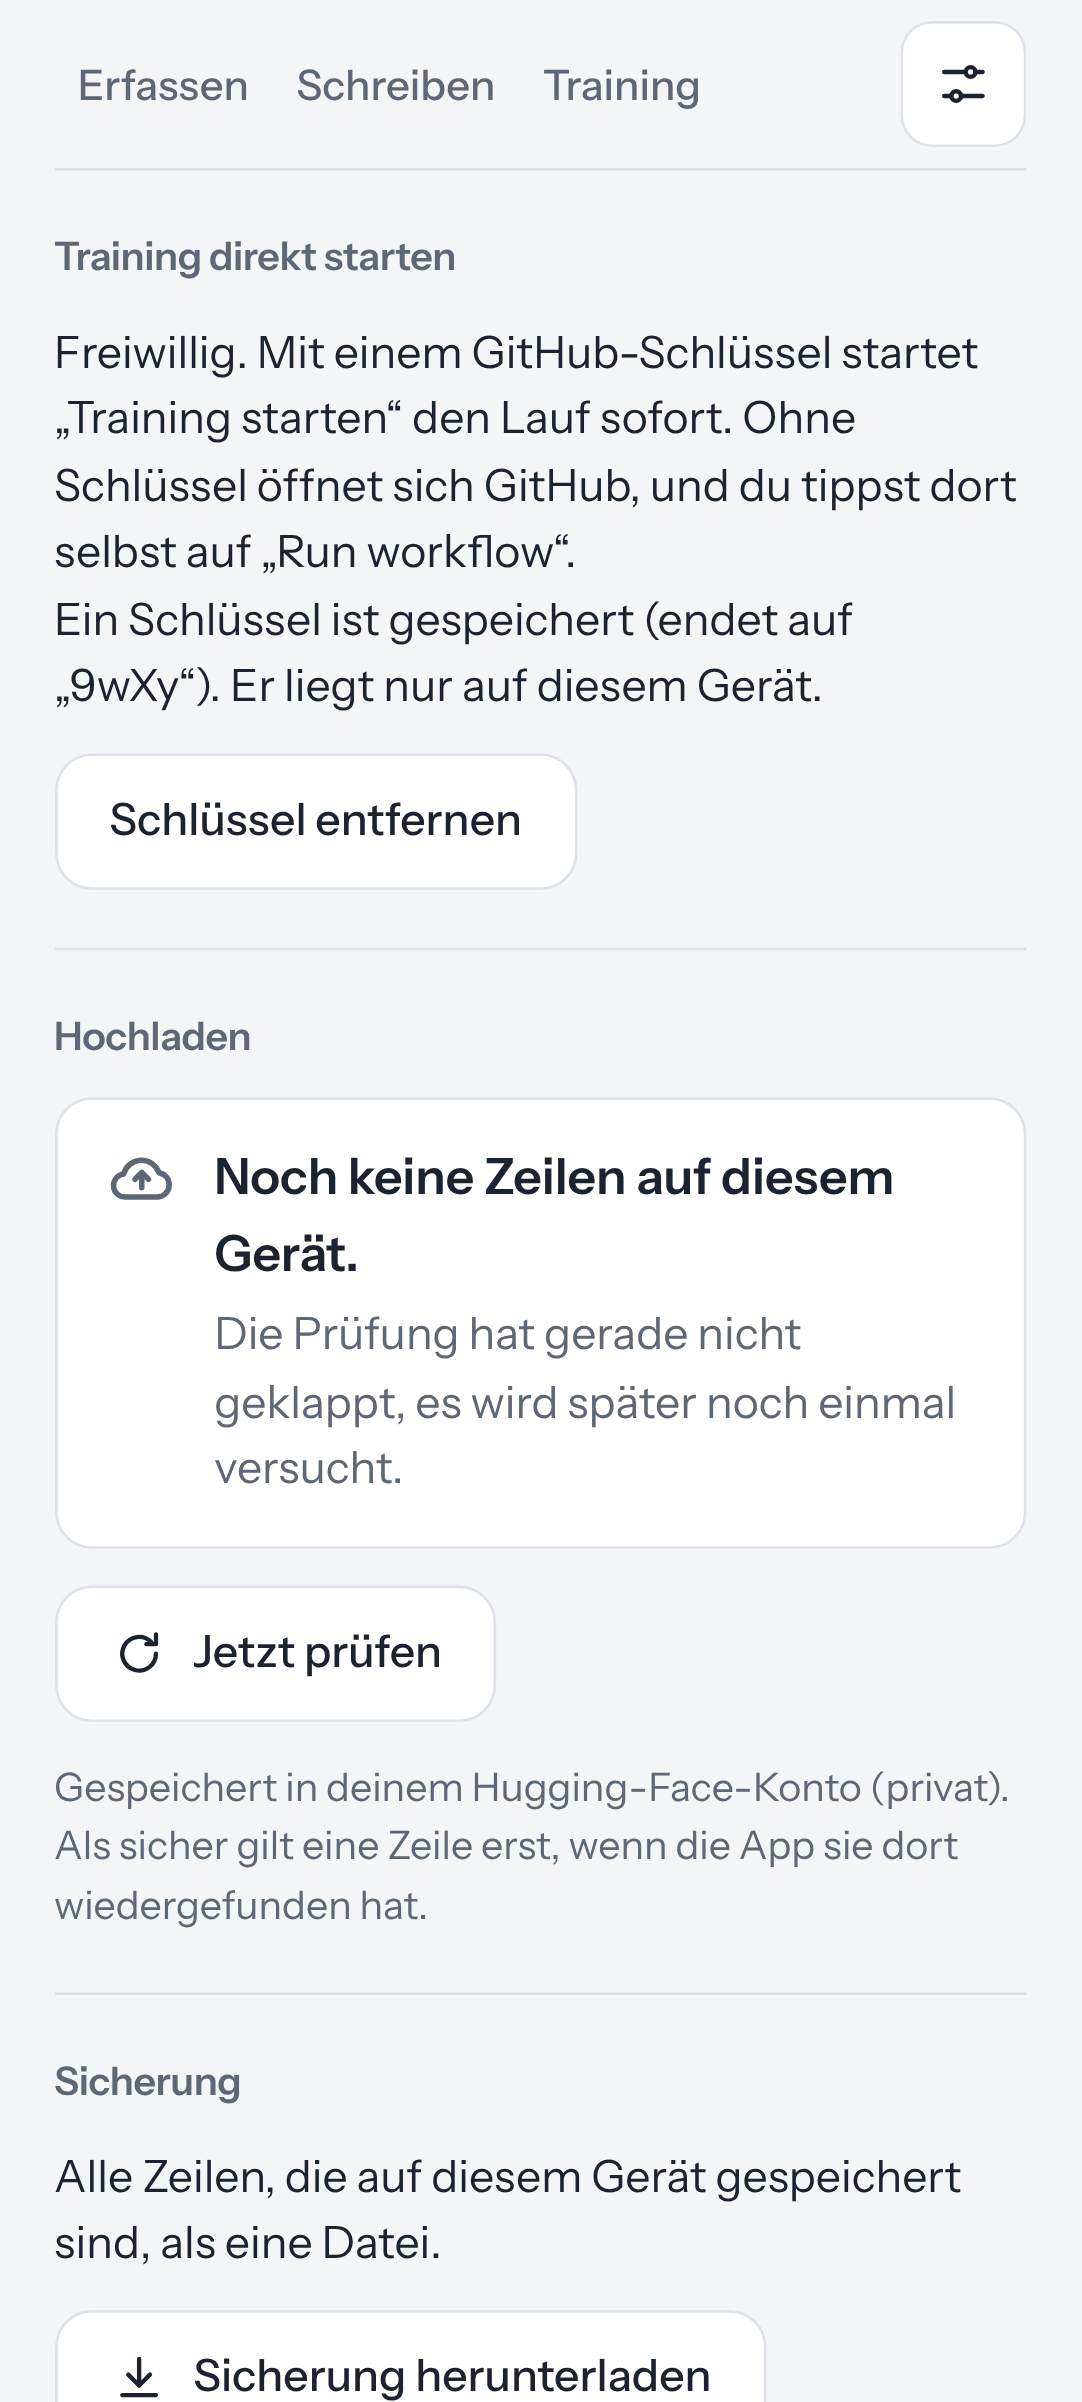 Erfassen Schreiben Training
Training direkt starten
Freiwillig. Mit einem GitHub-Schlüssel startet
„Training starten“ den Lauf sofort. Ohne
Schlüssel öffnet sich GitHub, und du tippst dort
selbst auf „Run workflow“.
Ein Schlüssel ist gespeichert (endet auf
„9wXy“). Er liegt nur auf diesem Gerät.
Schlüssel entfernen
Hochladen
Noch keine Zeilen auf diesem
Gerät.
Die Prüfung hat gerade nicht
geklappt, es wird später noch einmal
versucht.
Jetzt prüfen
Gespeichert in deinem Hugging-Face-Konto (privat).
Als sicher gilt eine Zeile erst, wenn die App sie dort
wiedergefunden hat.
Sicherung
Alle Zeilen, die auf diesem Gerät gespeichert
sind, als eine Datei.
Sicherung herunterladen